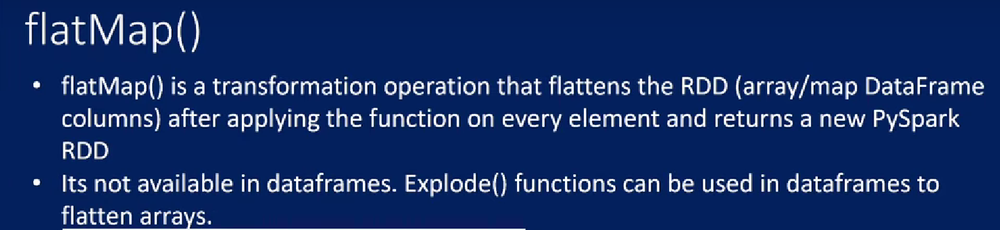 flatMap()
• flatMap() is a transformation operation that flattens the RDD (array/map DataFrame
columns) after applying the function on every element and returns a new PySpark
RDD
• Its not available in dataframes. Explode() functions can be used in dataframes to
flatten arrays.